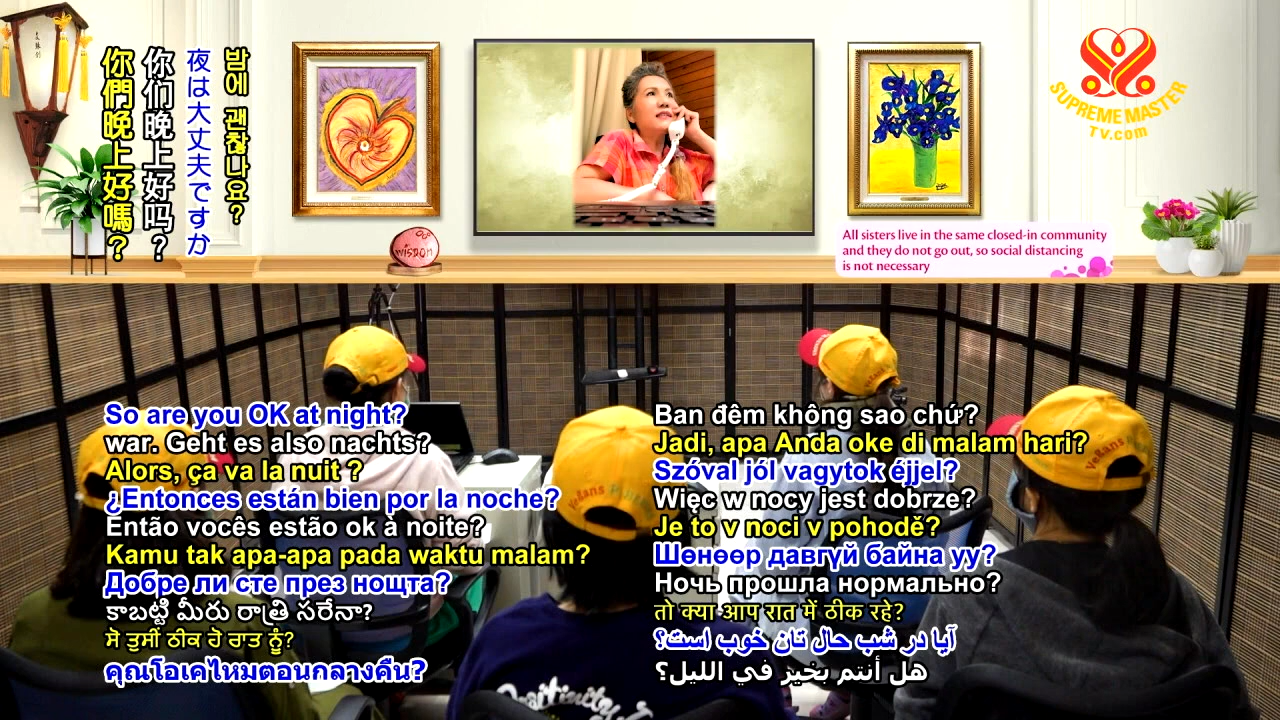 你們晚上好嗎？
你们晚上好吗？
夜は大丈夫ですか
밤에 괜찮나요?
SUPREME MASTER
TV.com
wisdon
All sisters live in the same closed-in community
and they do not go out, so social distancing
is not necessary
So are you OK at night?
war. Geht es also nachts?
Alors, ça va la nuit ?
¿Entonces están bien por la noche?
Então vocês estão ok à noite?
Kamu tak apa-apa pada waktu malam?
Добре ли сте през нощта?
కాబట్టి మీరు రాత్రి సరేనా?
ਸੋ ਤੁਸੀਂ ਠੀਕ ਹੋ ਰਾਤ ਨੂੰ?
คุณโอเคไหมตอนกลางคืน?
Ban đêm không sao chứ?
Jadi, apa Anda oke di malam hari?
Szóval jól vagytok éjjel?
Więc w nocy jest dobrze?
Je to v noci v pohodě?
Шөнөөр давгүй байна уу?
Ночь прошла нормально?
तो क्या आप रात में ठीक रहे?
آیا در شب حال تان خوب است؟
هل أنتم بخير في الليل؟